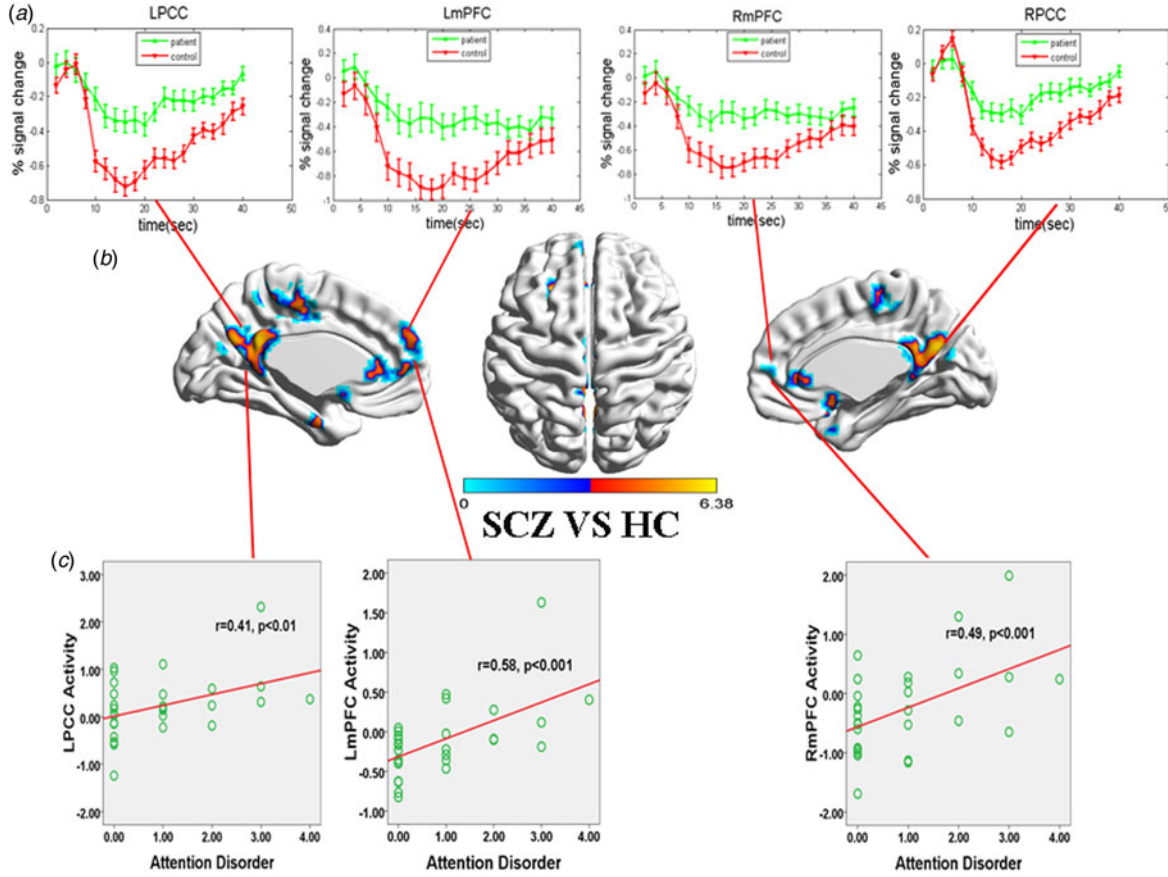 (a)
LPCC
LmPFC
RmPFC
RPCC
% signal change
0.2
0
-0.2
-0.4
-0.6
-0.8
patient
control
0 10 20 30 40 50
time(sec)
% signal change
0.4
0.2
0
-0.2
-0.4
-0.6
-0.8
-1
patient
control
0 5 10 15 20 25 30 35 40 45
time(sec)
% signal change
0.4
0.2
0
-0.2
-0.4
-0.6
-0.8
-1
patient
control
0 5 10 15 20 25 30 35 40 45
time(sec)
% signal change
0.2
0
-0.2
-0.4
-0.6
-0.8
patient
control
0 10 20 30 40 50
time(sec)
(b)
0 6.38
SCZ VS HC
(c)
LPCC Activity
3.00
2.00
1.00
0.00
-1.00
-2.00
r=0.41, p<0.01
0.00 1.00 2.00 3.00 4.00
Attention Disorder
LmPFC Activity
2.00
1.50
1.00
0.50
0.00
-0.50
-1.00
r=0.58, p<0.001
0.00 1.00 2.00 3.00 4.00
Attention Disorder
RmPFC Activity
2.00
1.00
0.00
-1.00
-2.00
r=0.49, p<0.001
0.00 1.00 2.00 3.00 4.00
Attention Disorder